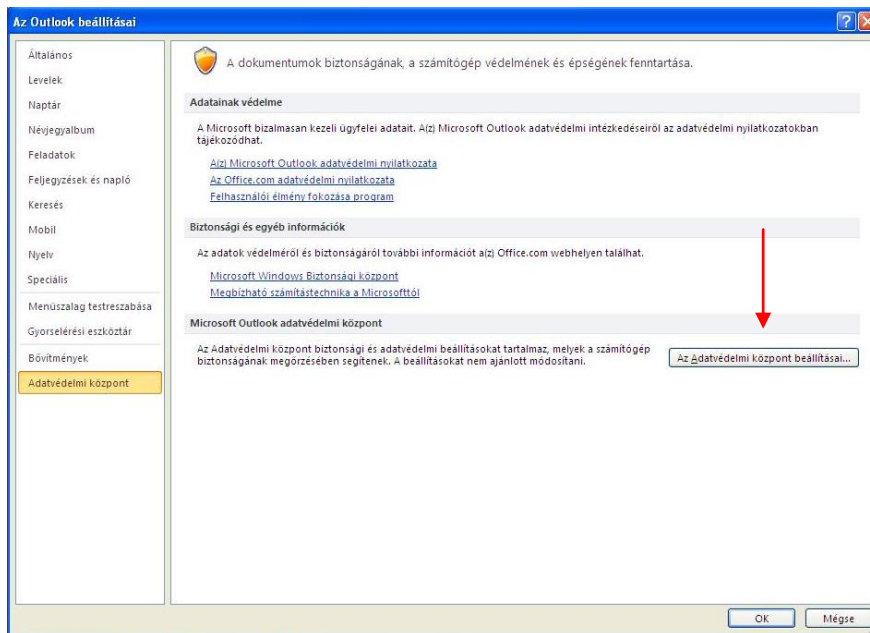 Az Outlook beállításai
Általános
Levelek
Naptár
Névjegyalbum
Feladatok
Feljegyzések és napló
Keresés
Mobil
Nyelv
Speciális
Menüszalag testreszabása
Gyorselérési eszköztár
Bővítmények
Adatvédelmi központ
A dokumentumok biztonságának, a számítógép védelmének és épségének fenntartása.
Adatainak védelme
A Microsoft bizalmasan kezeli ügyfelei adatait. A(z) Microsoft Outlook adatvédelmi intézkedéseiről az adatvédelmi nyilatkozatokban
tájékozódhat.
A(z) Microsoft Outlook adatvédelmi nyilatkozata
Az Office.com adatvédelmi nyilatkozata
Felhasználói élmény fokozása program
Biztonsági és egyéb információk
Az adatok védelméről és biztonságáról további információt a(z) Office.com webhelyen találhat.
Microsoft Windows Biztonsági központ
Megbízható számítástechnika a Microsofttól
Microsoft Outlook adatvédelmi központ
Az Adatvédelmi központ biztonsági és adatvédelmi beállításokat tartalmaz, melyek a számítógép
biztonságának megőrzésében segítenek. A beállításokat nem ajánlott módosítani.
Az Adatvédelmi központ beállításai...
OK
Mégse